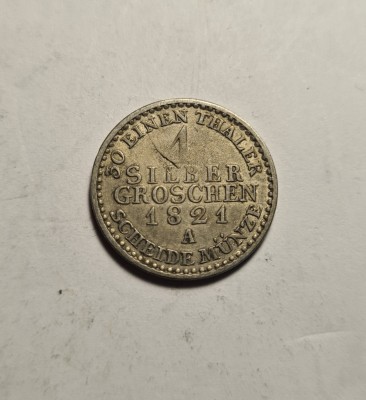 30 EINEN THALER
1
SILBER
GROSCHEN
1821
A
SCHEIDE MÜNZE